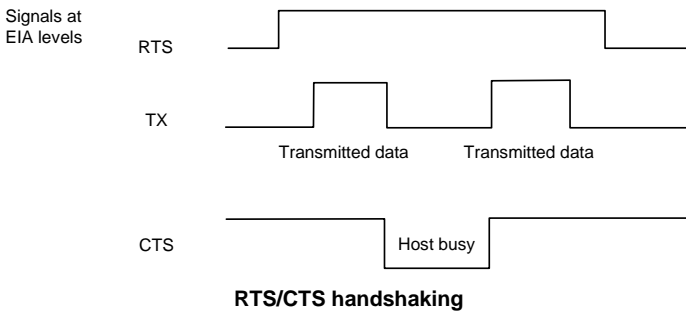 Signals at
EIA levels
RTS
TX
Transmitted data Transmitted data
CTS
Host busy
RTS/CTS handshaking